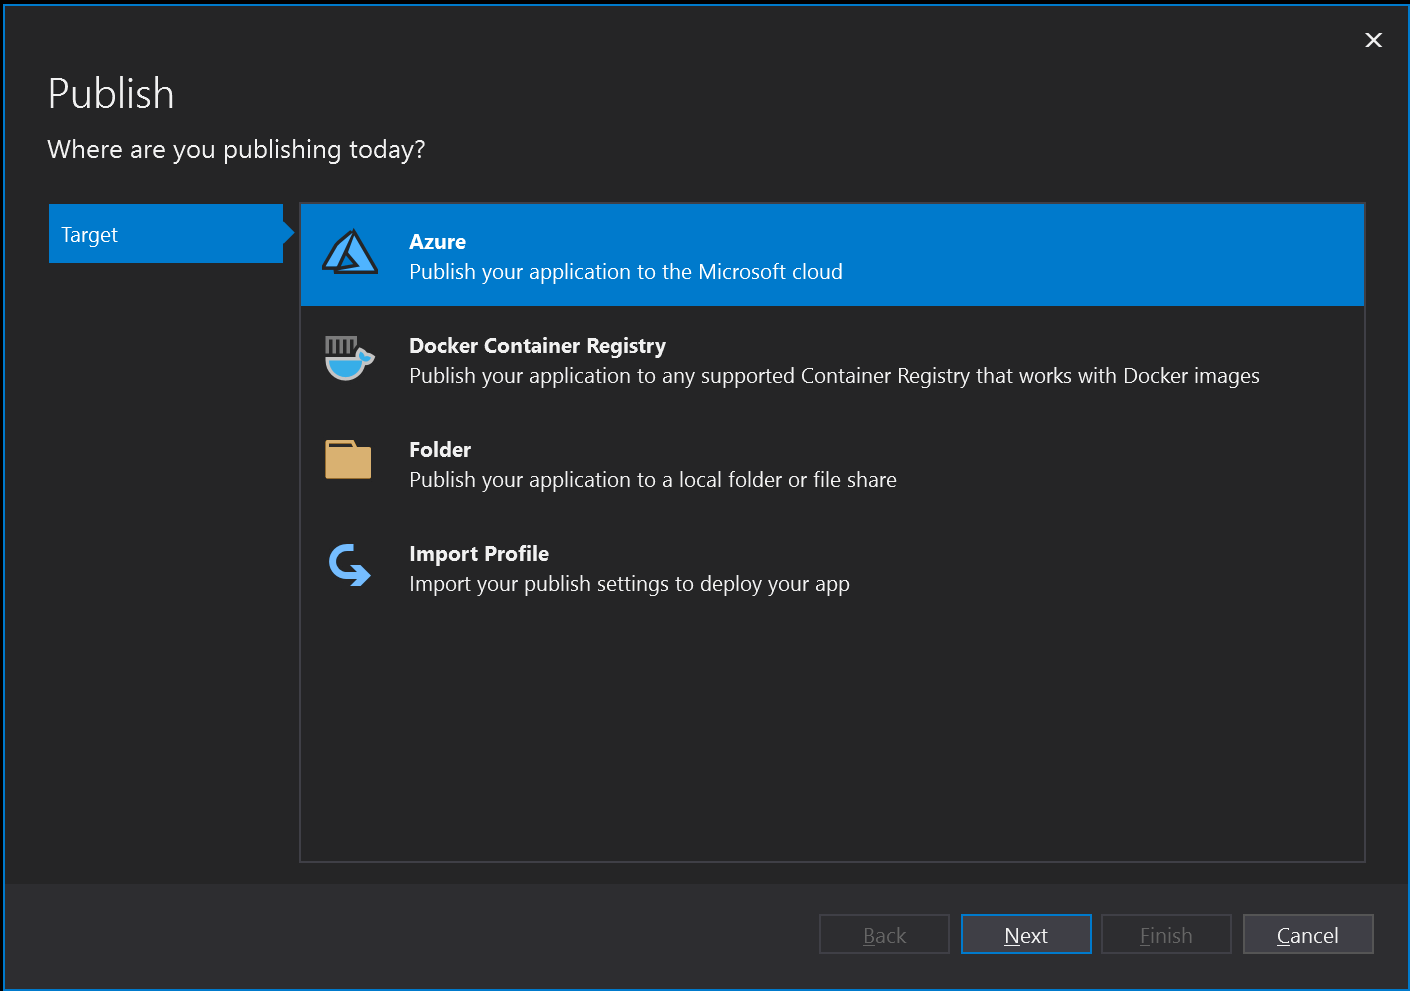 Publish
Where are you publishing today?
Target
Azure
Publish your application to the Microsoft cloud
Docker Container Registry
Publish your application to any supported Container Registry that works with Docker images
Folder
Publish your application to a local folder or file share
Import Profile
Import your publish settings to deploy your app
Back
Next
Finish
Cancel